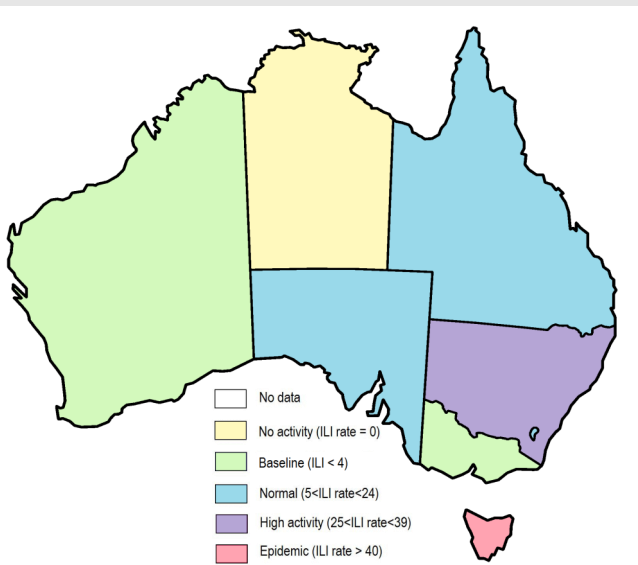 No data
No activity (ILI rate = 0)
Baseline (ILI < 4)
Normal (5<ILI rate<24)
High activity (25<ILI rate<39)
Epidemic (ILI rate > 40)